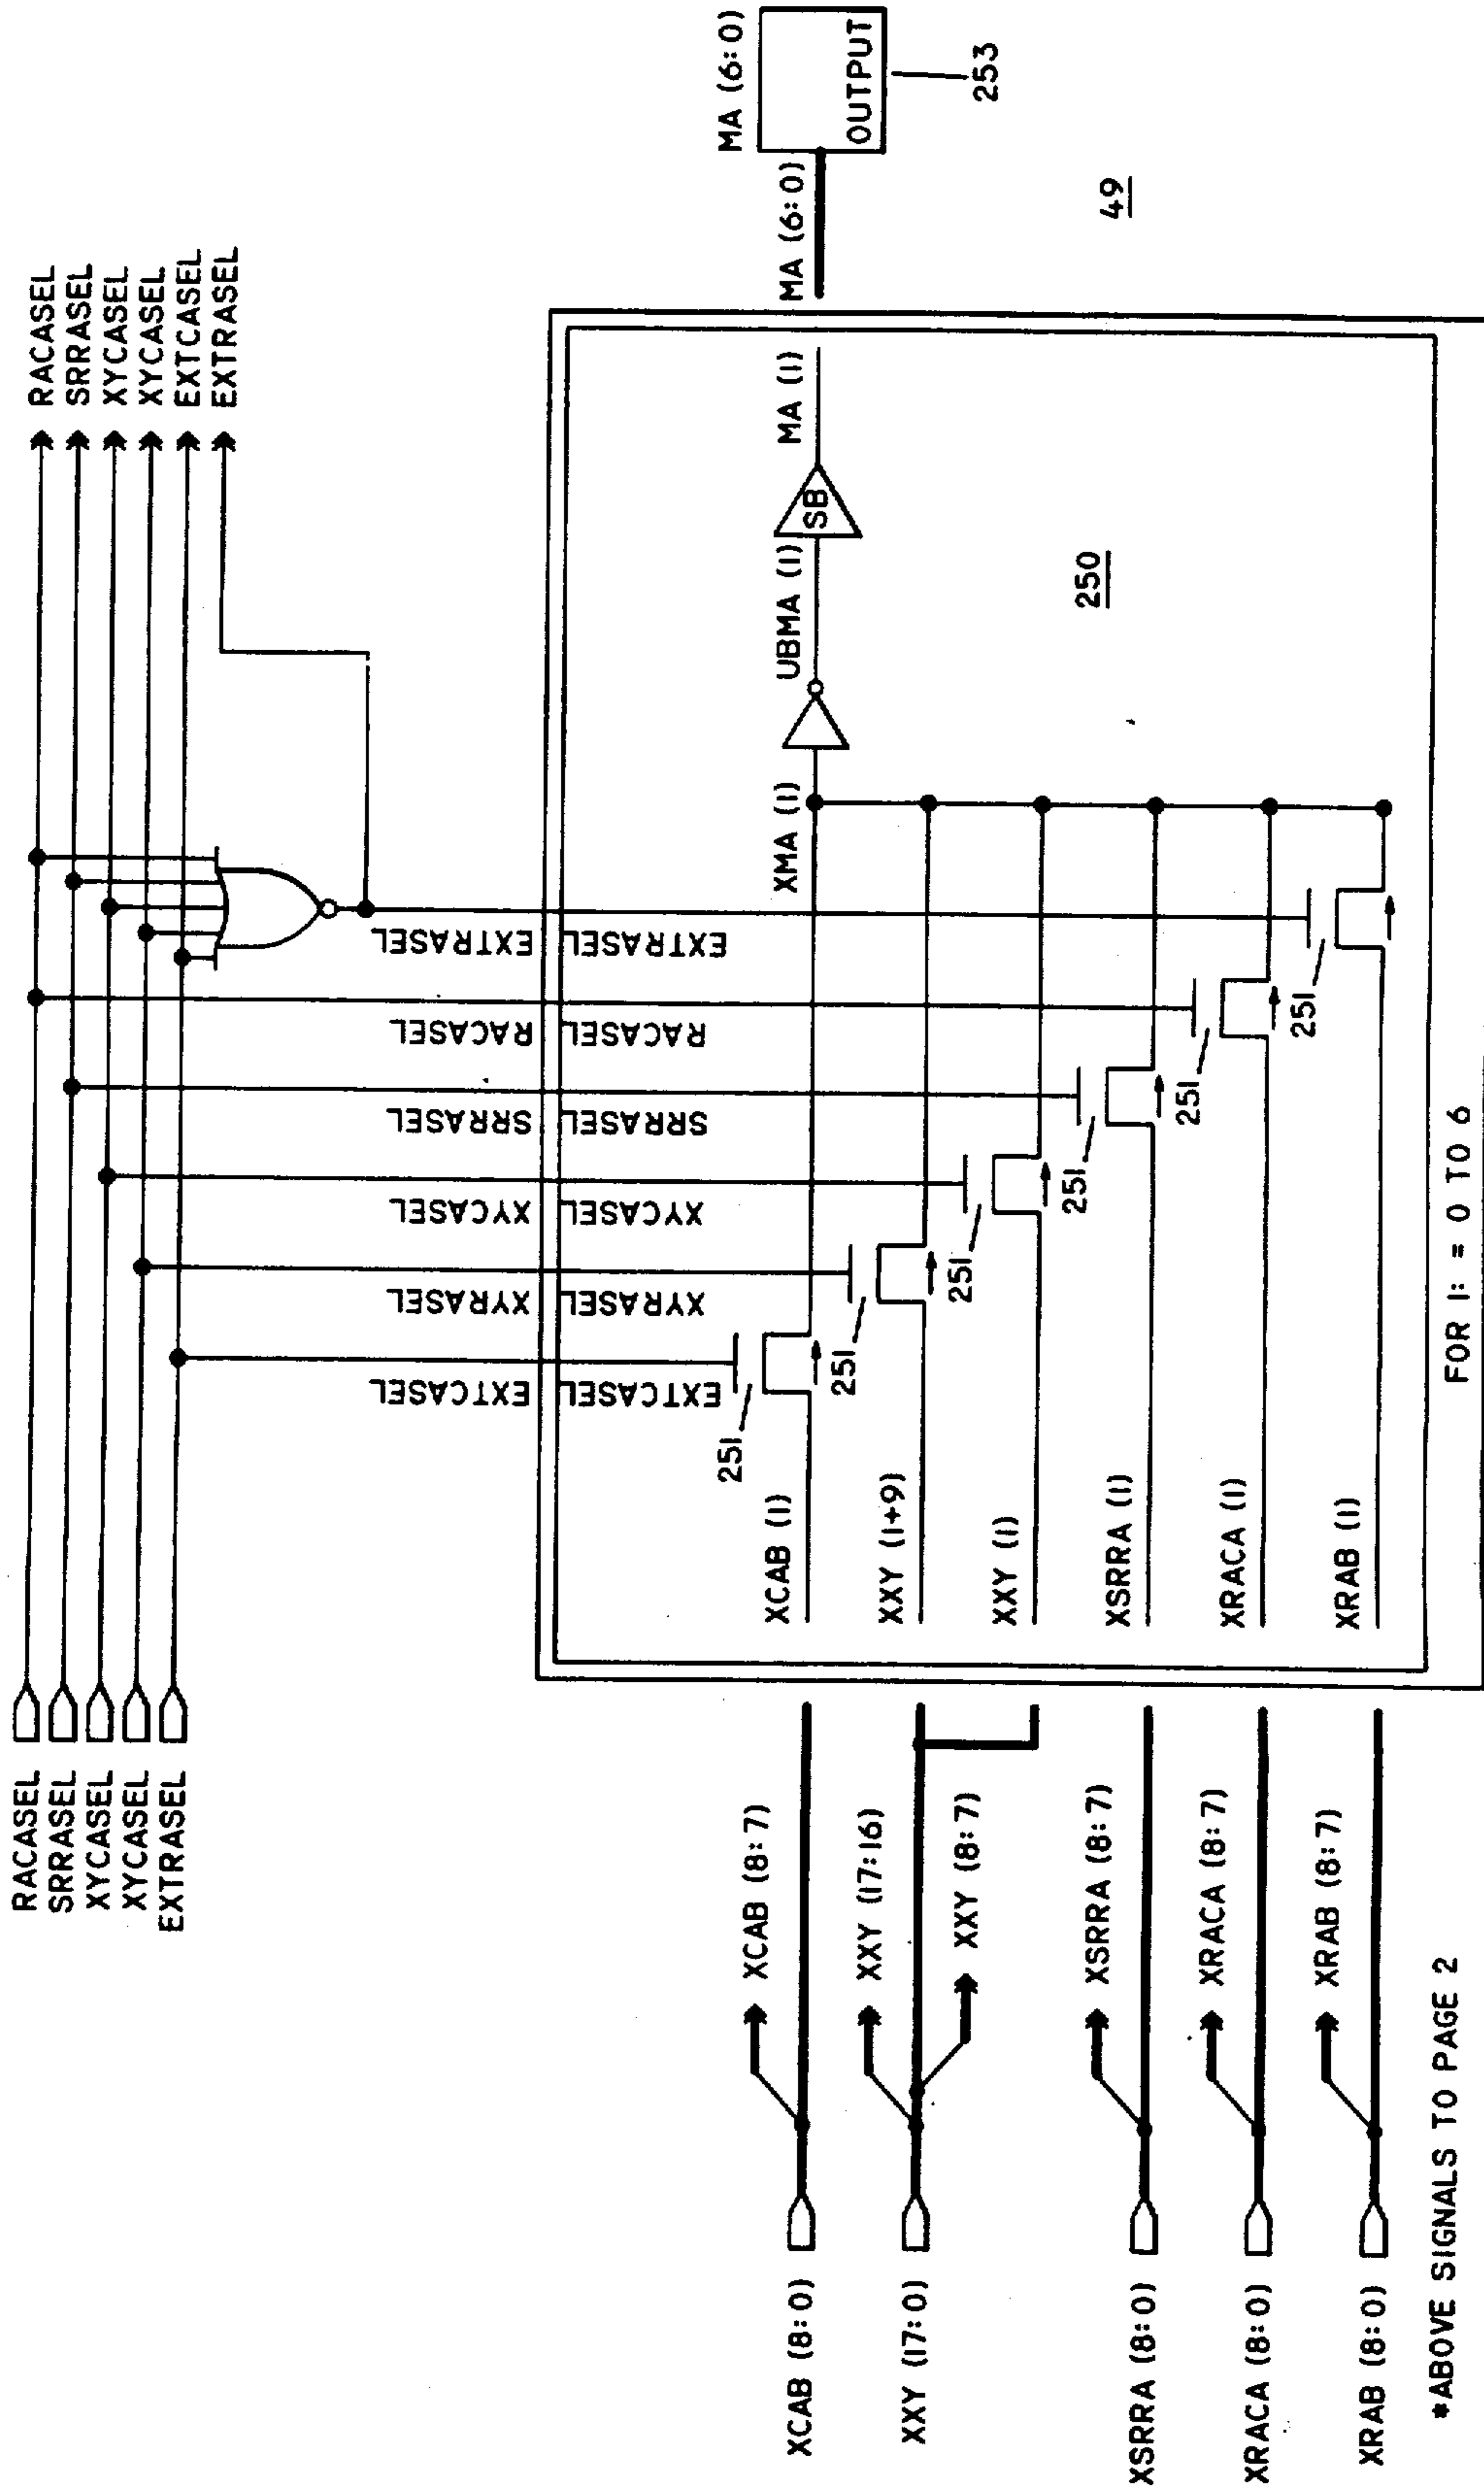 RACASEL
SRRASEL
XYCASEL
XYCASEL
EXTRASEL
RACASEL
SRRASEL
XYCASEL
XYCASEL
EXTCASEL
EXTRASEL
EXTCASEL
XYRASEL
XYCASEL
SRRASEL
RACASEL
EXTRASEL
EXTCASEL
XYRASEL
XYCASEL
SRRASEL
RACASEL
EXTRASEL
XCAB (8:0)
XCAB (8:7)
XXY (17:0)
XXY (17:16)
XXY (8:7)
XSRRA (8:0)
XSRRA (8:7)
XRACA (8:0)
XRACA (8:7)
XRAB (8:0)
XRAB (8:7)
XCAB (I)
XXY (I+9)
XXY (I)
XSRRA (I)
XRACA (I)
XRAB (I)
251
251
251
251
251
251
XMA (I)
UBMA (I)
SB
MA (I)
250
MA (6:0)
MA (6:0)
OUTPUT
253
49
FOR I: = 0 TO 6
*ABOVE SIGNALS TO PAGE 2